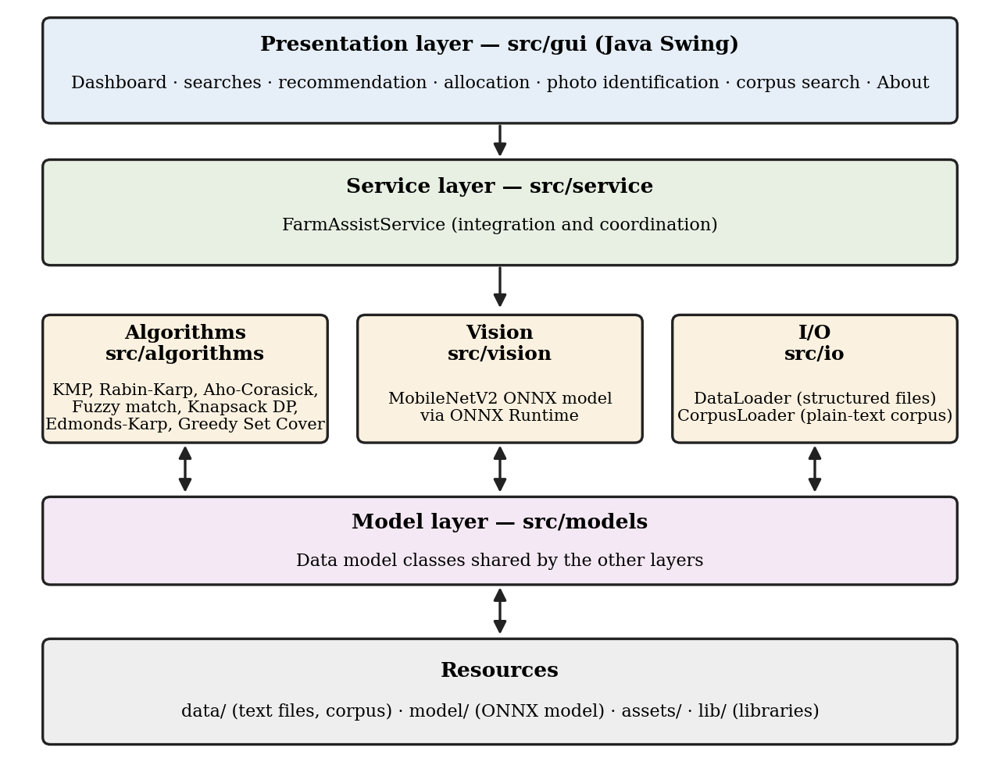 Presentation layer — src/gui (Java Swing)
Dashboard · searches · recommendation · allocation · photo identification · corpus search · About
Service layer — src/service
FarmAssistService (integration and coordination)
Algorithms
src/algorithms
KMP, Rabin-Karp, Aho-Corasick,
Fuzzy match, Knapsack DP,
Edmonds-Karp, Greedy Set Cover
Vision
src/vision
MobileNetV2 ONNX model
via ONNX Runtime
I/O
src/io
DataLoader (structured files)
CorpusLoader (plain-text corpus)
Model layer — src/models
Data model classes shared by the other layers
Resources
data/ (text files, corpus) · model/ (ONNX model) · assets/ · lib/ (libraries)